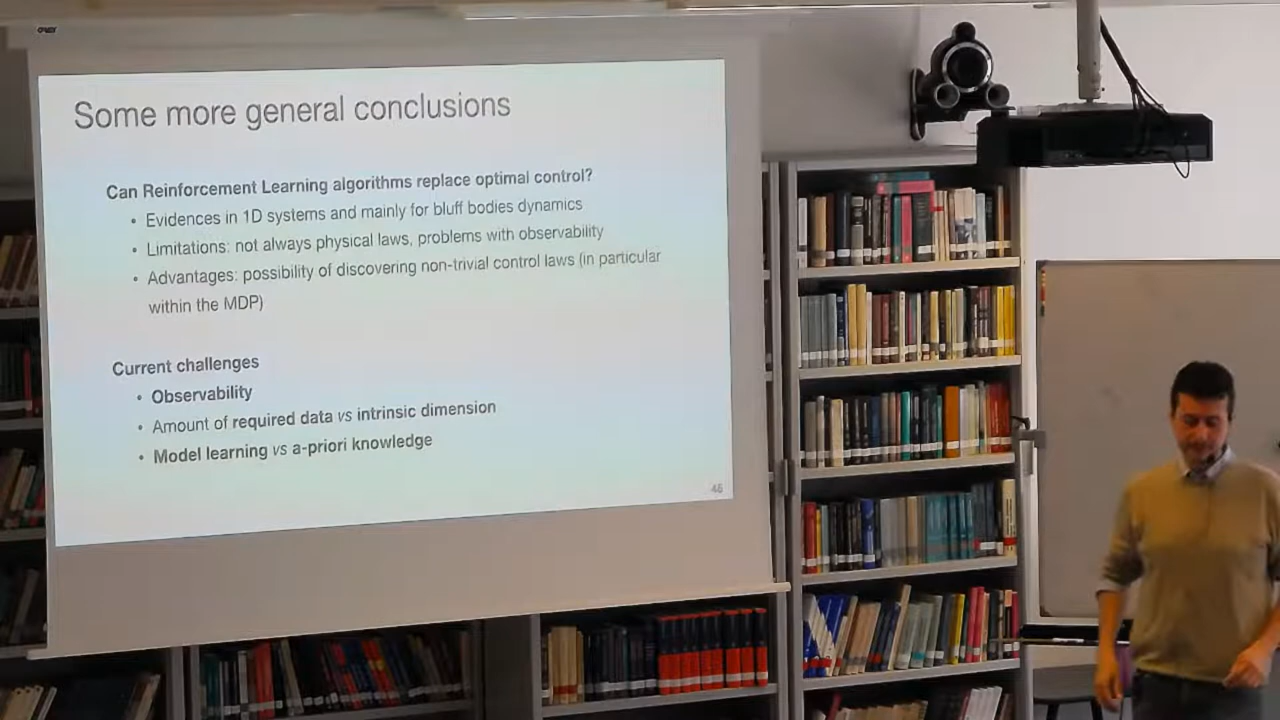 Some more general conclusions
Can Reinforcement Learning algorithms replace optimal control?
• Evidences in 1D systems and mainly for bluff bodies dynamics
• Limitations: not always physical laws, problems with observability
• Advantages: possibility of discovering non-trivial control laws (in particular
within the MDP)
Current challenges
• Observability
• Amount of required data vs intrinsic dimension
• Model learning vs a-priori knowledge